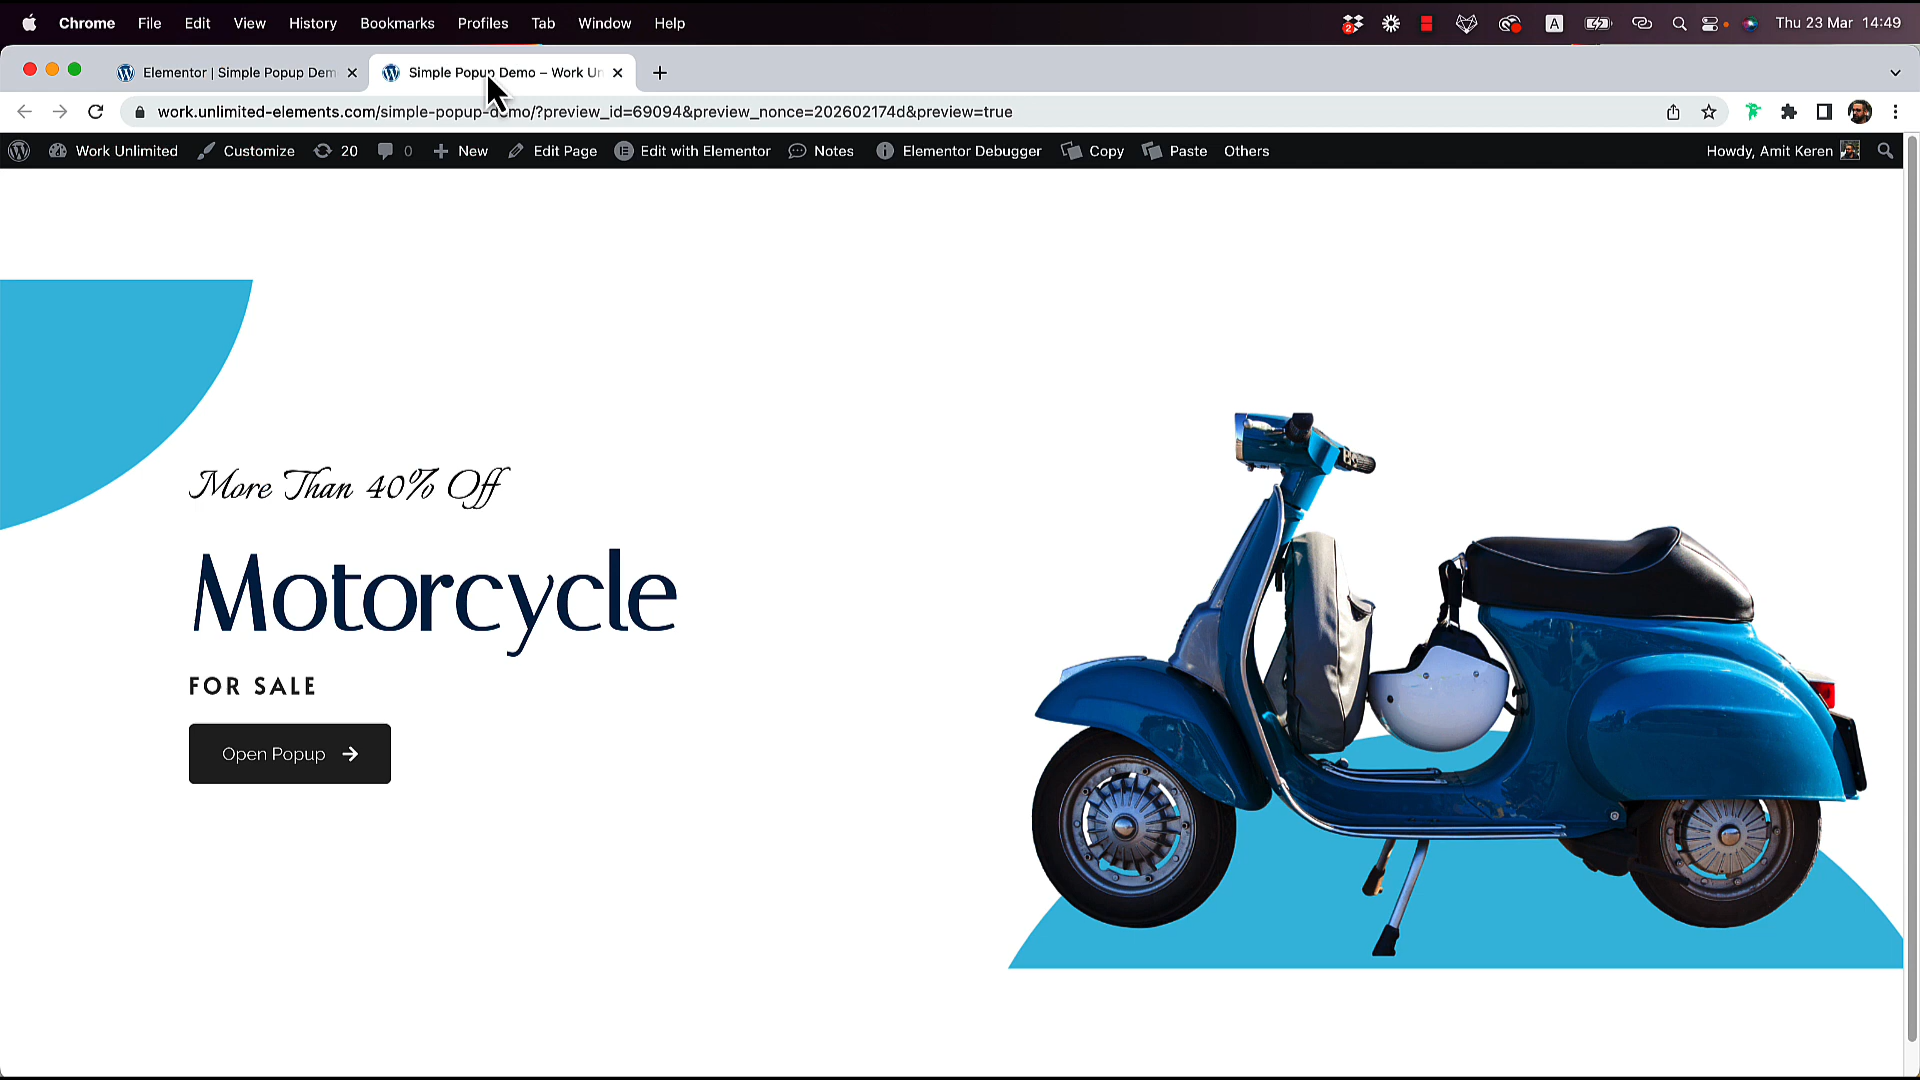 Chrome File Edit View History Bookmarks Profiles Tab Window Help 2 A Thu 23 Mar 14:49
Elementor | Simple Popup Dem Simple Popup Demo – Work Un
work.unlimited-elements.com/simple-popup-demo/?preview_id=69094&preview_nonce=202602174d&preview=true
Work Unlimited Customize 20 0 New Edit Page Edit with Elementor Notes Elementor Debugger Copy Paste Others Howdy, Amit Keren
More Than 40% Off
Motorcycle
FOR SALE
Open Popup